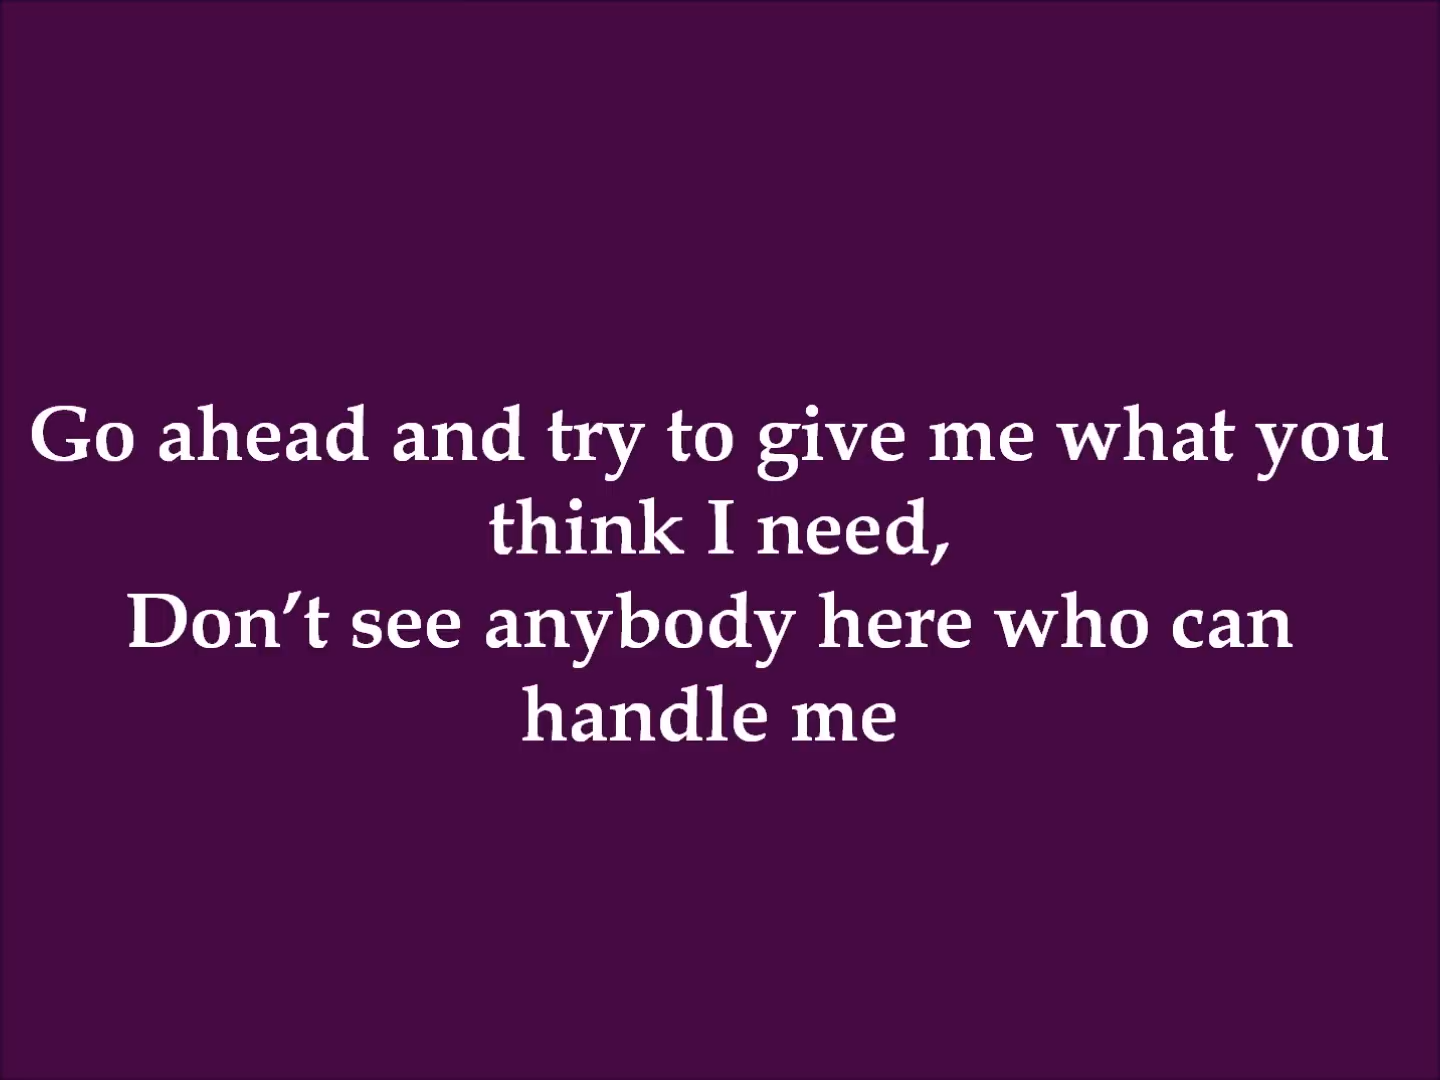 Go ahead and try to give me what you
think I need,
Don’t see anybody here who can
handle me